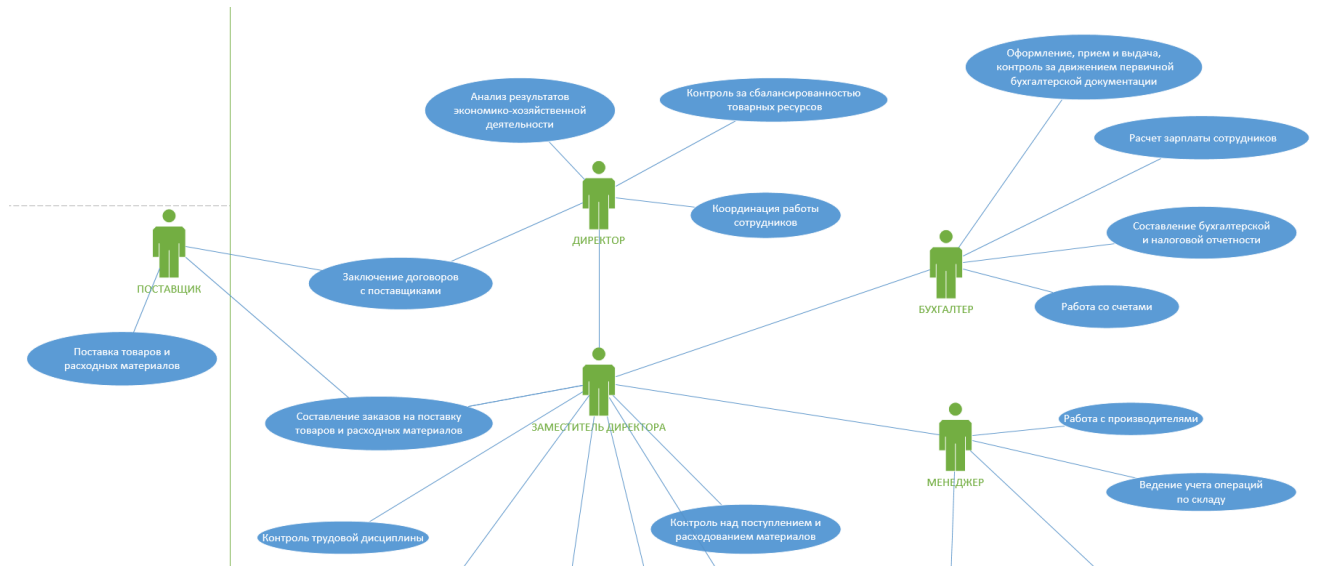 Оформление, прием и выдача,
контроль за движением первичной
бухгалтерской документации
Анализ результатов
экономико-хозяйственной
деятельности
Контроль за сбалансированностью
товарных ресурсов
Расчет зарплаты сотрудников
Координация работы
сотрудников
ДИРЕКТОР
Составление бухгалтерской
и налоговой отчетности
ПОСТАВЩИК
Заключение договоров
с поставщиками
БУХГАЛТЕР
Работа со счетами
Поставка товаров и
расходных материалов
Составление заказов на поставку
товаров и расходных материалов
ЗАМЕСТИТЕЛЬ ДИРЕКТОРА
Работа с производителями
МЕНЕДЖЕР
Ведение учета операций
по складу
Контроль трудовой дисциплины
Контроль над поступлением и
расходованием материалов